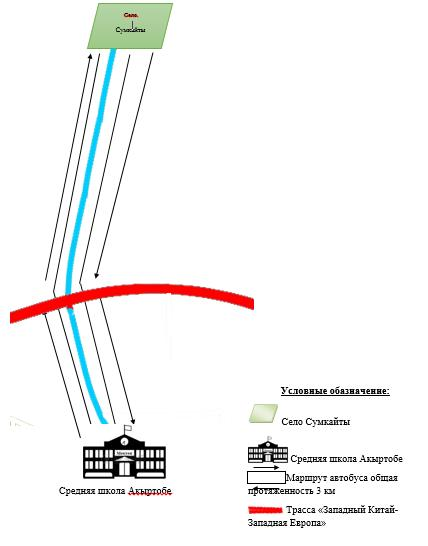 Село.
Сумкайты
Мектеп
Средняя школа Акыртобе
Условные обазначение:
Село Сумкайты
Средняя школа Акыртобе
Маршрут автобуса общая
протяженность 3 км
Трасса «Западный Китай-
Западная Европа»